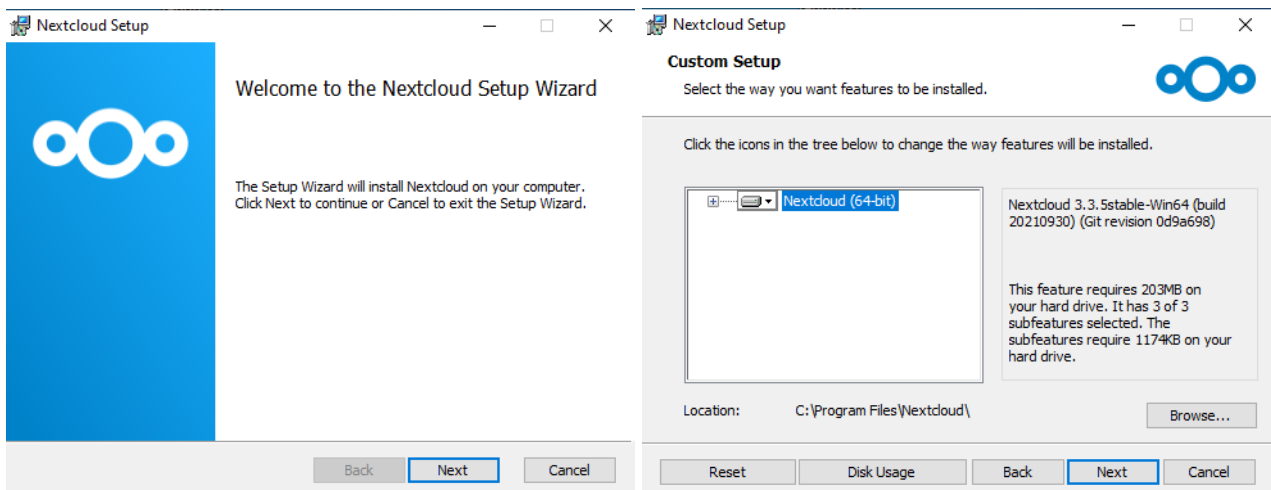 Nextcloud Setup
Welcome to the Nextcloud Setup Wizard
The Setup Wizard will install Nextcloud on your computer.
Click Next to continue or Cancel to exit the Setup Wizard.
Back
Next
Cancel
Nextcloud Setup
Custom Setup
Select the way you want features to be installed.
Click the icons in the tree below to change the way features will be installed.
Nextcloud (64-bit)
Nextcloud 3.3.5stable-Win64 (build
20210930) (Git revision 0d9a698)
This feature requires 203MB on
your hard drive. It has 3 of 3
subfeatures selected. The
subfeatures require 1174KB on your
hard drive.
Location: C:\Program Files\Nextcloud\
Browse...
Reset
Disk Usage
Back
Next
Cancel